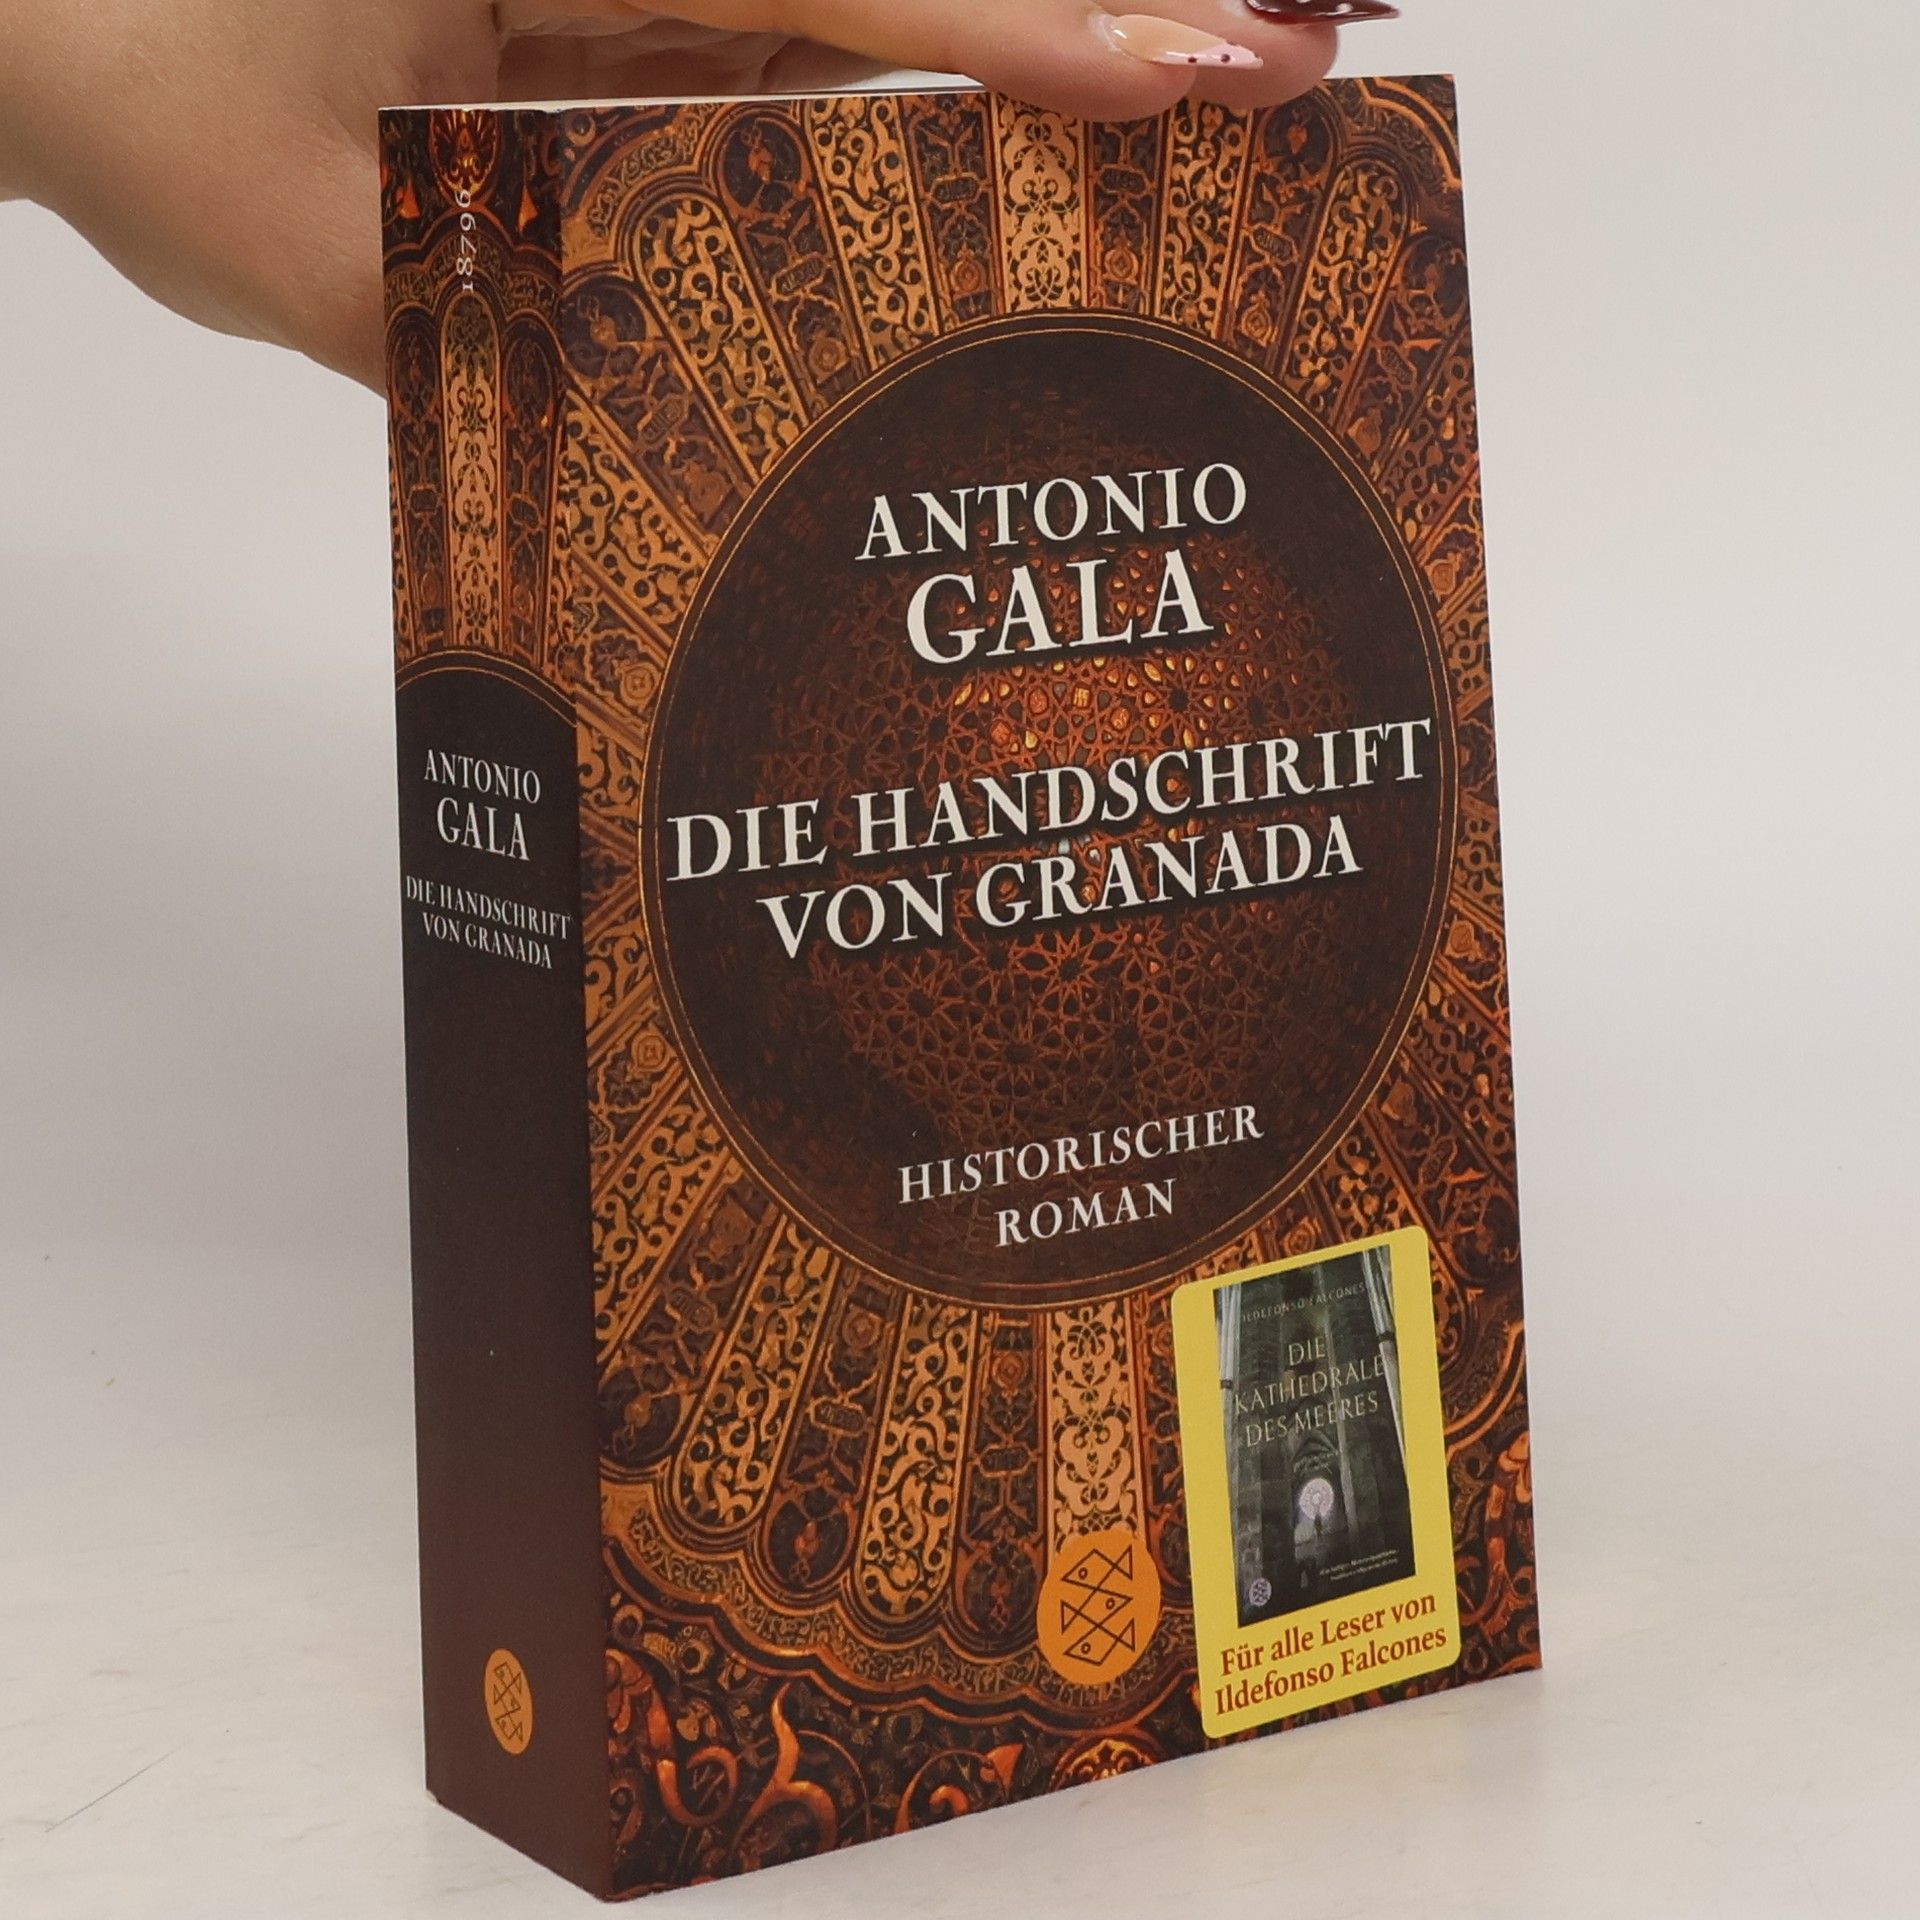 18796
ANTONIO
GALA
DIE HANDSCHRIFT
VON GRANADA
ANTONIO
GALA
DIE HANDSCHRIFT
VON GRANADA
HISTORISCHER
ROMAN
ILDEFONSO FALCONES
DIE
KATHEDRALE
DES MEERES
Für alle Leser von
Ildefonso Falcones